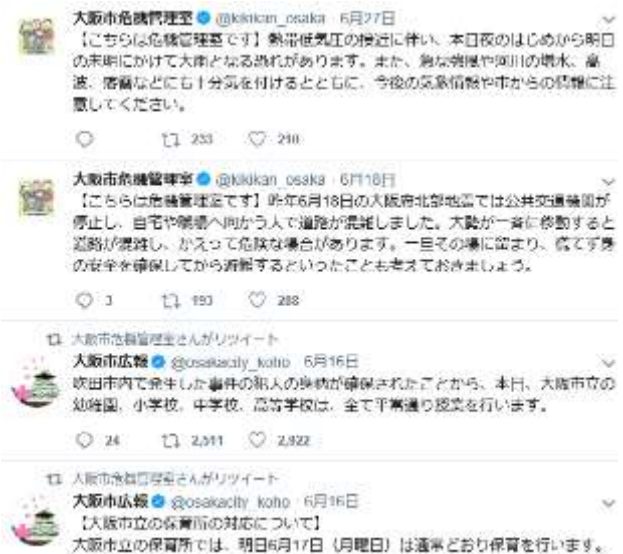 大阪市危機管理室 @kikikan_osaka 6月27日
【こちらは危機管理室です】熱帯低気圧の接近に伴い、本日夜のはじめから明日
の未明にかけて大雨となる恐れがあります。また、急な強風や河川の増水、高
波、落雷などにも十分気を付けるとともに、今後の気象情報や市からの情報に注
意してください。
233 210
大阪市危機管理室 @kikikan_osaka 6月18日
【こちらは危機管理室です】昨年6月18日の大阪府北部地震では公共交通機関が
停止し、自宅や職場へ向かう人で道路が混雑しました。大勢が一斉に移動すると
道路が混雑し、かえって危険な場合があります。一旦その場に留まり、慌てず身
の安全を確保してから避難するといったことも考えておきましょう。
3 193 288
大阪市危機管理室さんがリツイート
大阪市広報 @osakacity_koho 6月16日
吹田市内で発生した事件の犯人の身柄が確保されたことから、本日、大阪市立の
幼稚園、小学校、中学校、高等学校は、全て平常通り授業を行います。
24 2,511 2,922
大阪市危機管理室さんがリツイート
大阪市広報 @osakacity_koho 6月16日
【大阪市立の保育所の対応について】
大阪市立の保育所では、明日6月17日（月曜日）は通常どおり保育を行います。